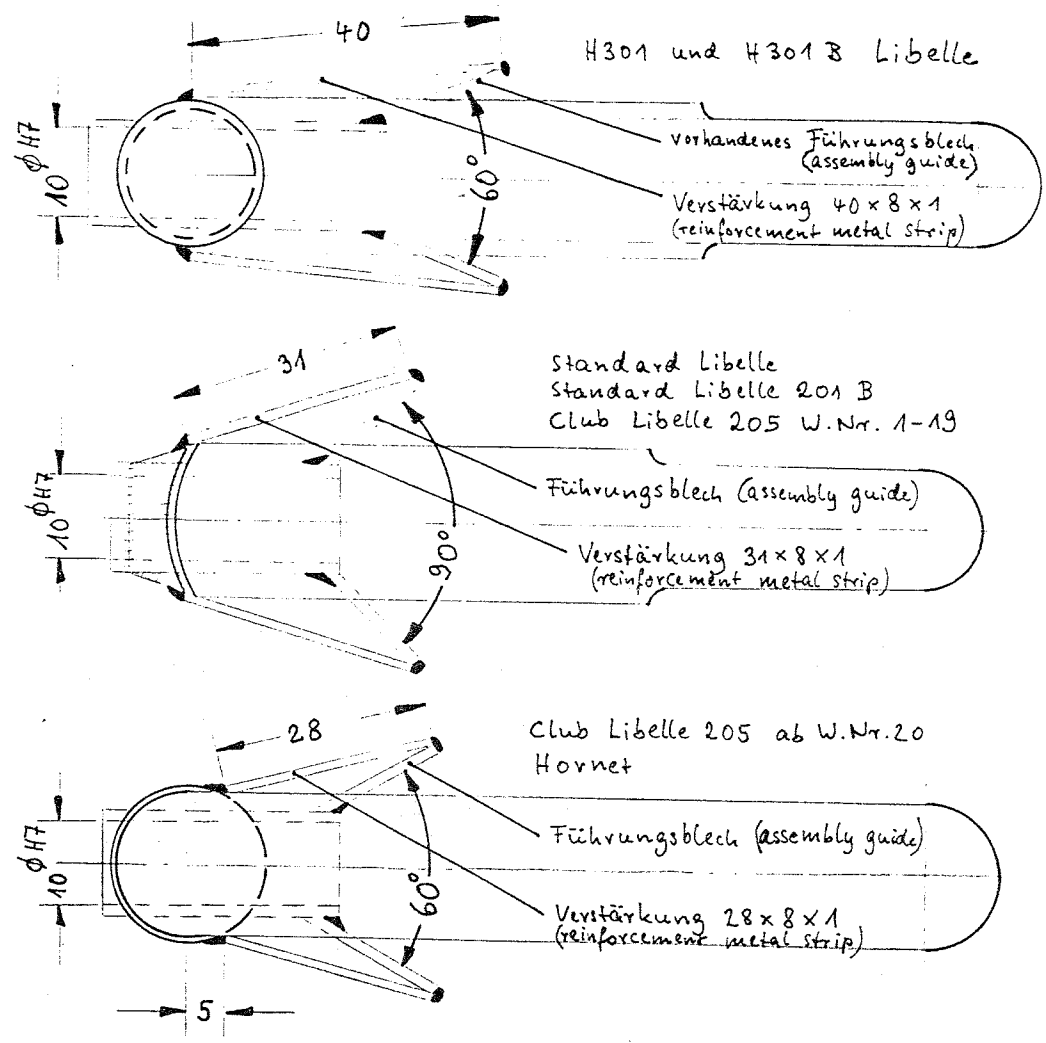 40
H301 und H301 B Libelle
10 ϕ H7
60°
vorhandenes Führungsblech
(assembly guide)
Verstärkung 40 × 8 × 1
(reinforcement metal strip)
31
Standard Libelle
Standard Libelle 201 B
Club Libelle 205 W.Nr. 1-19
10 ϕ H7
90°
Führungsblech (assembly guide)
Verstärkung 31 × 8 × 1
(reinforcement metal strip)
28
Club Libelle 205 ab W.Nr. 20
Hornet
10 ϕ H7
60°
Führungsblech (assembly guide)
Verstärkung 28 × 8 × 1
(reinforcement metal strip)
5